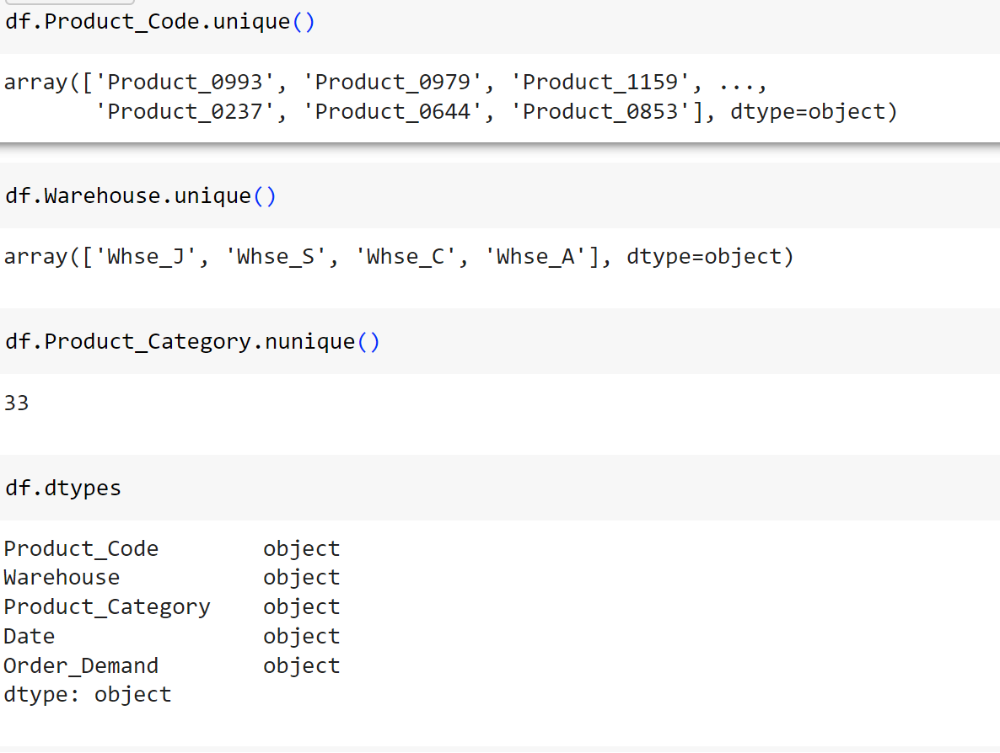 df.Product_Code.unique()
array(['Product_0993', 'Product_0979', 'Product_1159', ...,
       'Product_0237', 'Product_0644', 'Product_0853'], dtype=object)
df.Warehouse.unique()
array(['Whse_J', 'Whse_S', 'Whse_C', 'Whse_A'], dtype=object)
df.Product_Category.nunique()
33
df.dtypes
Product_Code        object
Warehouse           object
Product_Category    object
Date                object
Order_Demand        object
dtype: object